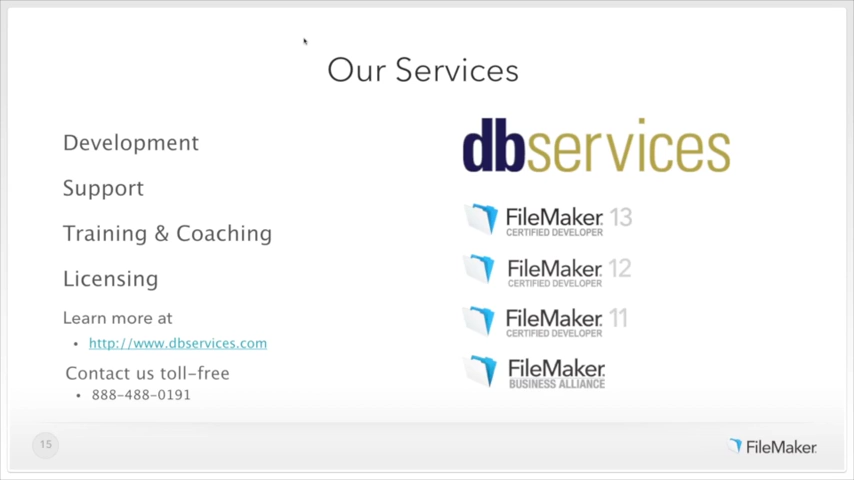 Our Services
Development
Support
Training & Coaching
Licensing
Learn more at
• http://www.dbservices.com
Contact us toll-free
• 888-488-0191
dbservices
FileMaker. 13
CERTIFIED DEVELOPER
FileMaker. 12
CERTIFIED DEVELOPER
FileMaker. 11
CERTIFIED DEVELOPER
FileMaker.
BUSINESS ALLIANCE
15
FileMaker.